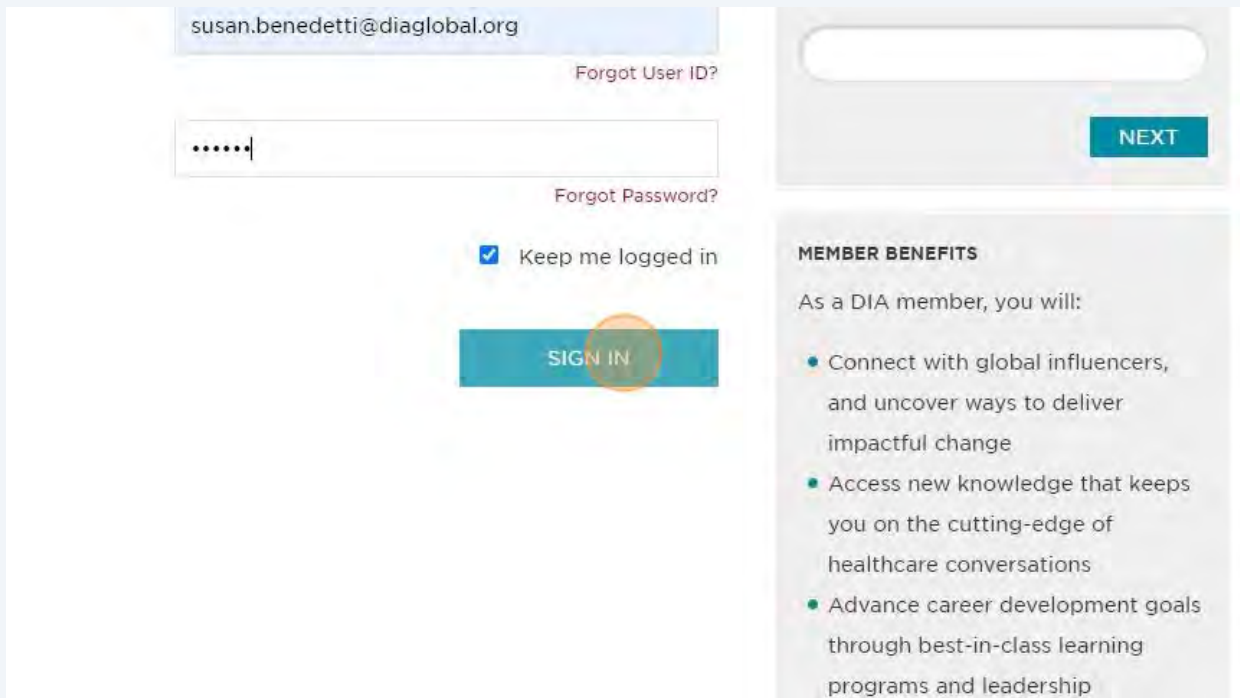 susan.benedetti@diaglobal.org
Forgot User ID?
••••••
Forgot Password?
Keep me logged in
SIGN IN
NEXT
MEMBER BENEFITS
As a DIA member, you will:
• Connect with global influencers,
and uncover ways to deliver
impactful change
• Access new knowledge that keeps
you on the cutting-edge of
healthcare conversations
• Advance career development goals
through best-in-class learning
programs and leadership